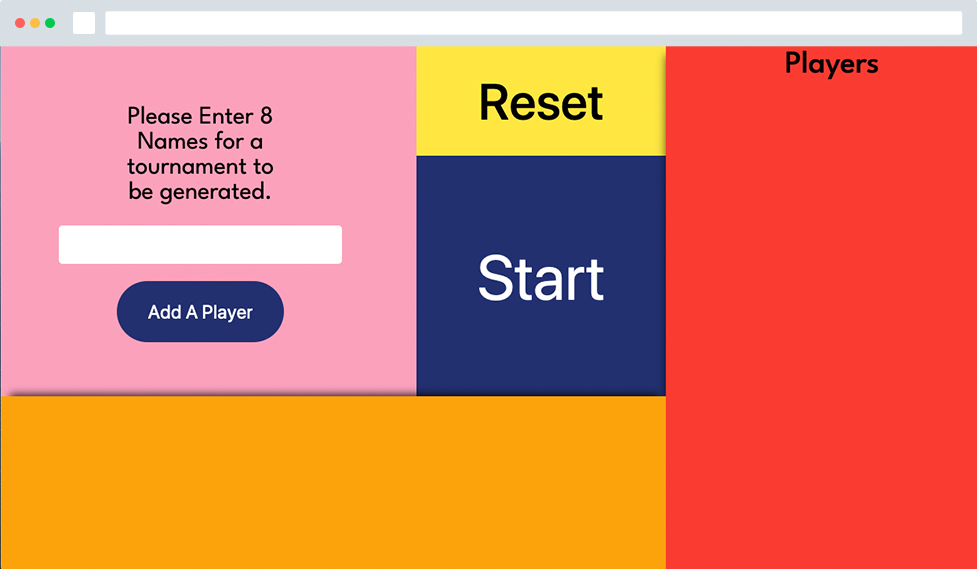 Please Enter 8
Names for a
tournament to
be generated.
Add A Player
Reset
Start
Players